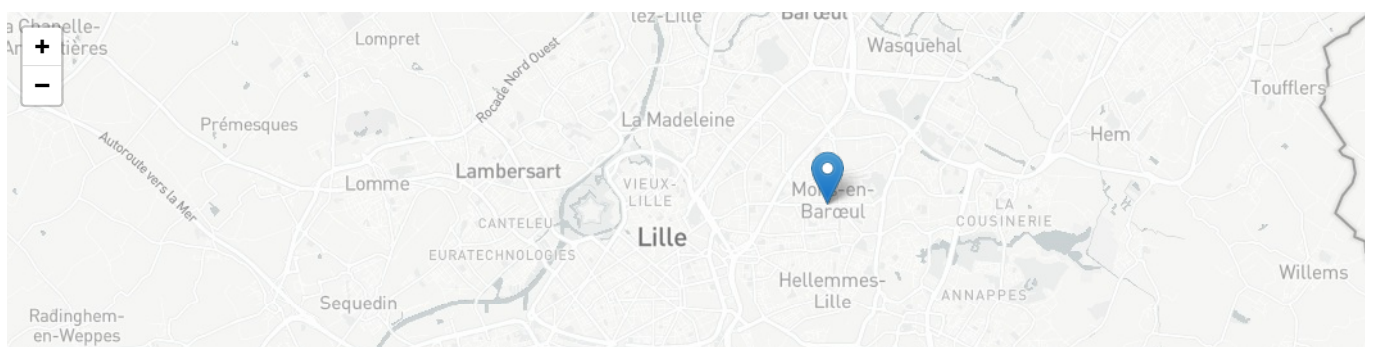 lez-Lille
Barœul
Lompret
Wasquehal
Rocade Nord Ouest
+
−
Toufflers
Prémesques
La Madeleine
Hem
Autoroute vers la Mer
Lambersart
Lomme
VIEUX-
LILLE
Barœul
LA
COUSINERIE
CANTELEU
Lille
EURATECHNOLOGIES
Willems
Hellemmes-
Lille
ANNAPPES
Sequedin
Radinghem-
en-Weppes